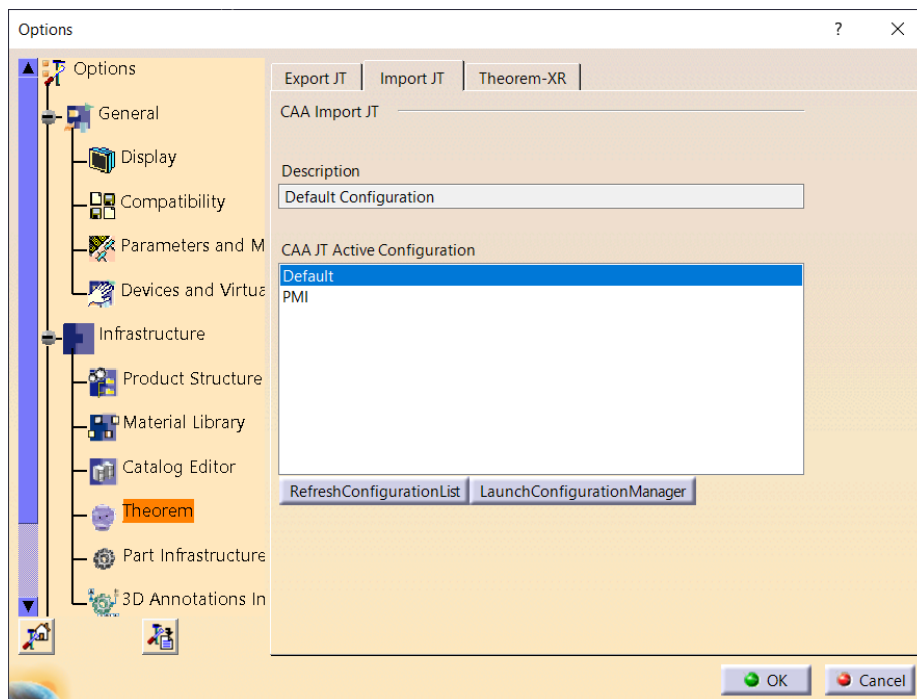 Options
?
Options
General
Display
Compatibility
Parameters and M
Devices and Virtua
Infrastructure
Product Structure
Material Library
Catalog Editor
Theorem
Part Infrastructure
3D Annotations In
Export JT
Import JT
Theorem-XR
CAA Import JT
Description
Default Configuration
CAA JT Active Configuration
Default
PMI
RefreshConfigurationList
LaunchConfigurationManager
OK
Cancel